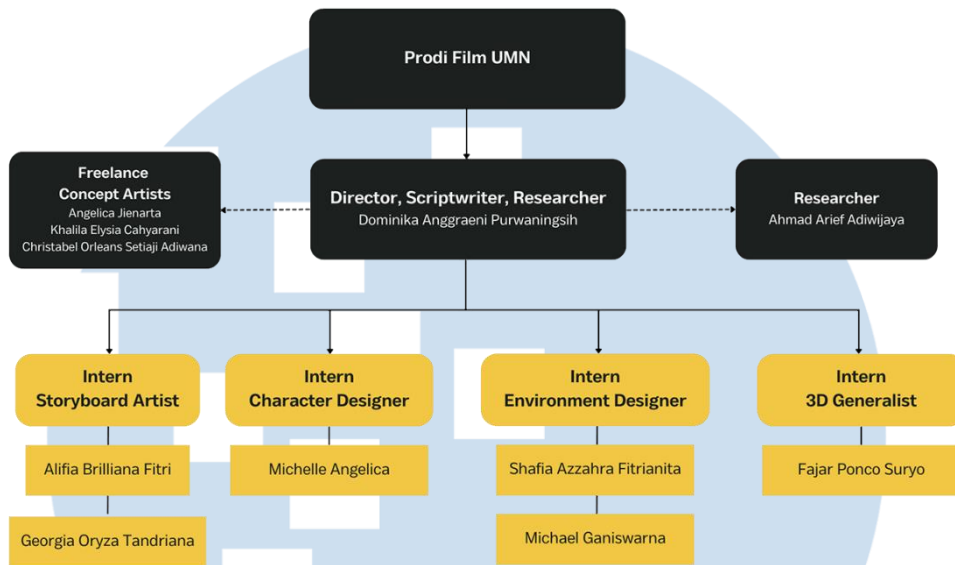 Prodi Film UMN
Freelance
Concept Artists
Angelica Jienarta
Khalila Elysia Cahyarani
Christabel Orleans Setiaji Adiwana
Director, Scriptwriter, Researcher
Dominika Anggraeni Purwaningsih
Researcher
Ahmad Arief Adiwijaya
Intern
Storyboard Artist
Alifia Brilliana Fitri
Georgia Oryza Tandriana
Intern
Character Designer
Michelle Angelica
Intern
Environment Designer
Shafia Azzahra Fitrianita
Michael Ganiswarna
Intern
3D Generalist
Fajar Ponco Suryo